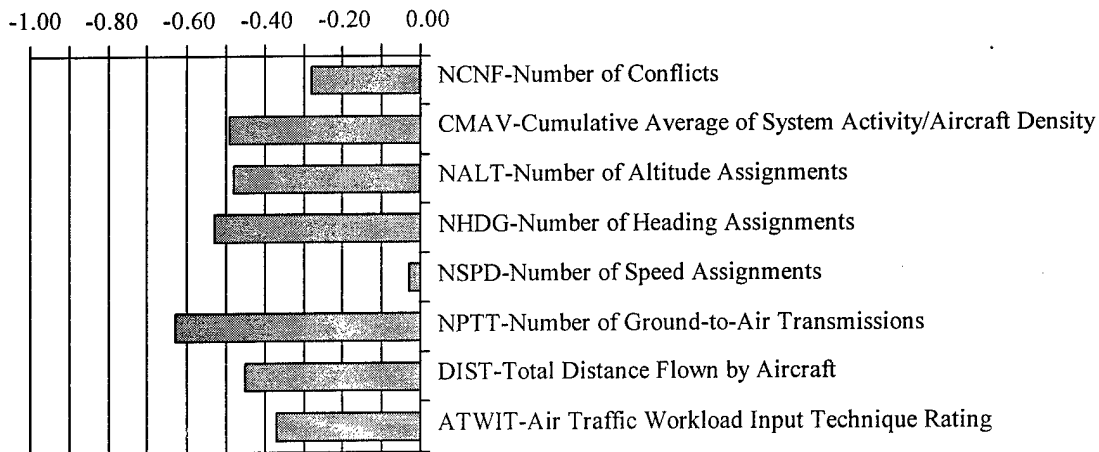 -1.00 -0.80 -0.60 -0.40 -0.20 0.00
NCNF-Number of Conflicts
CMAV-Cumulative Average of System Activity/Aircraft Density
NALT-Number of Altitude Assignments
NHDG-Number of Heading Assignments
NSPD-Number of Speed Assignments
NPTT-Number of Ground-to-Air Transmissions
DIST-Total Distance Flown by Aircraft
ATWIT-Air Traffic Workload Input Technique Rating